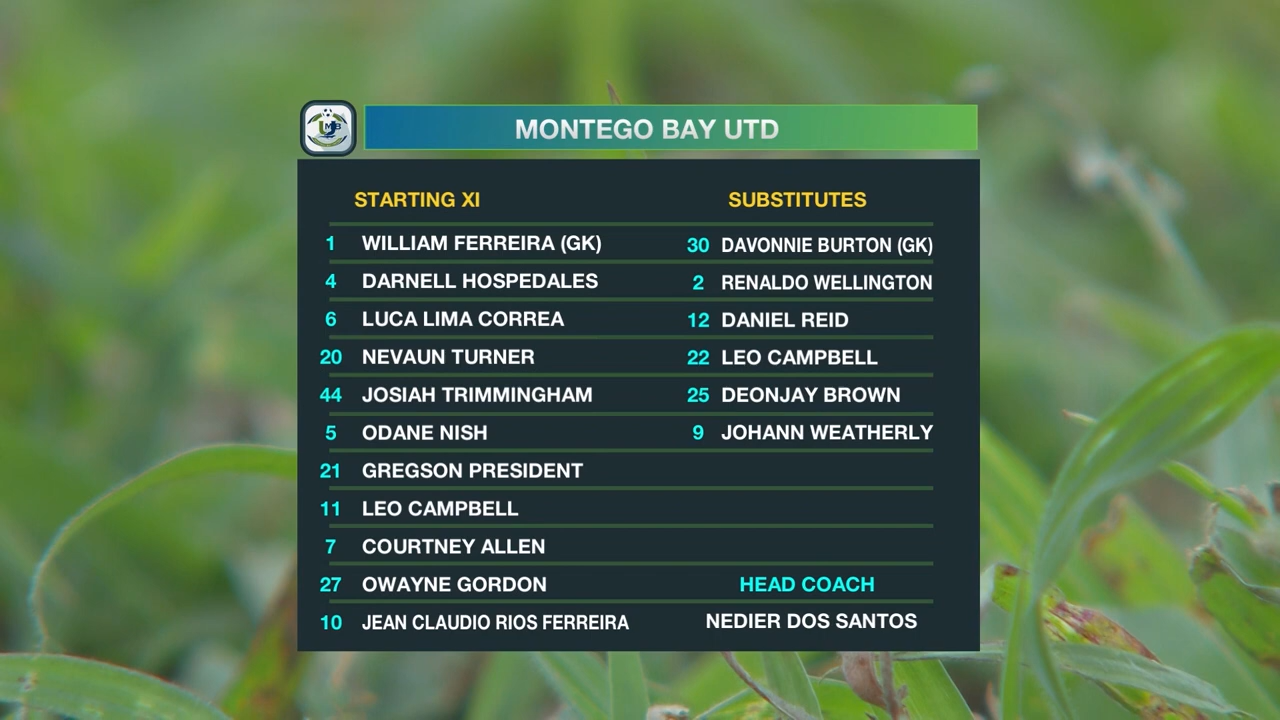 MONTEGO BAY UTD
STARTING XI
1 WILLIAM FERREIRA (GK)
4 DARNELL HOSPEDALES
6 LUCA LIMA CORREA
20 NEVAUN TURNER
44 JOSIAH TRIMMINGHAM
5 ODANE NISH
21 GREGSON PRESIDENT
11 LEO CAMPBELL
7 COURTNEY ALLEN
27 OWAYNE GORDON
10 JEAN CLAUDIO RIOS FERREIRA
SUBSTITUTES
30 DAVONNIE BURTON (GK)
2 RENALDO WELLINGTON
12 DANIEL REID
22 LEO CAMPBELL
25 DEONJAY BROWN
9 JOHANN WEATHERLY
HEAD COACH
NEDIER DOS SANTOS